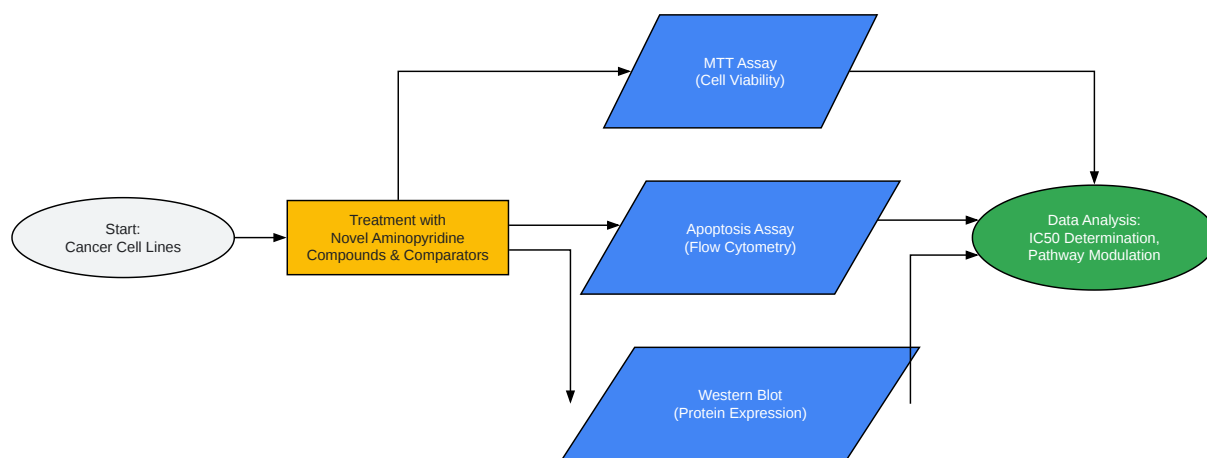 Start:
Cancer Cell Lines
Treatment with
Novel Aminopyridine
Compounds & Comparators
MTT Assay
(Cell Viability)
Apoptosis Assay
(Flow Cytometry)
Western Blot
(Protein Expression)
Data Analysis:
IC50 Determination,
Pathway Modulation